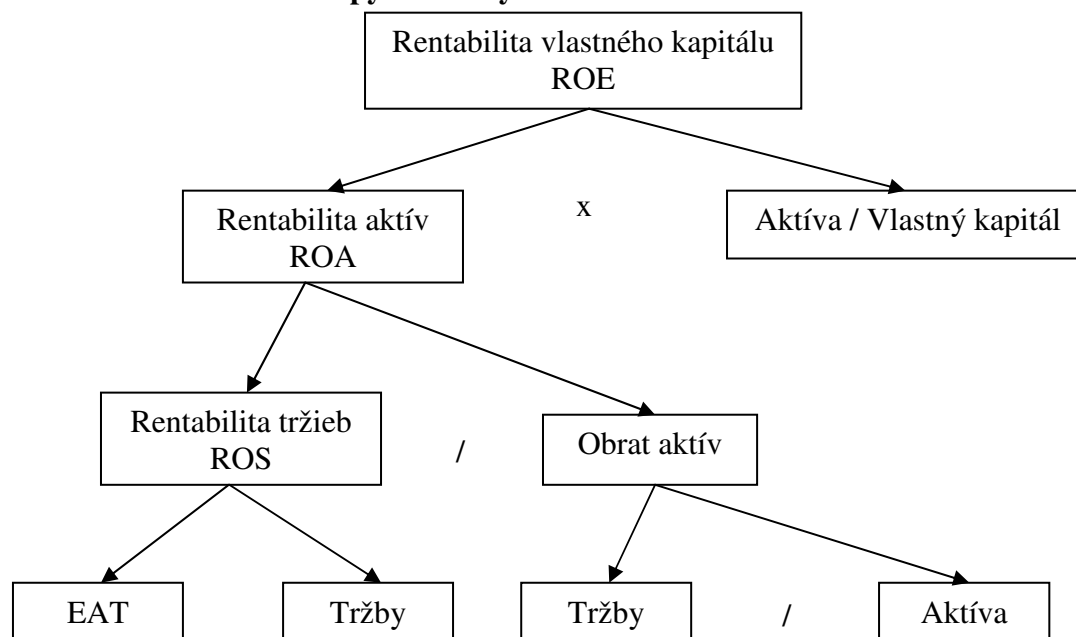 Rentabilita vlastného kapitálu
ROE
Rentabilita aktív
ROA
x
Aktíva / Vlastný kapitál
Rentabilita tržieb
ROS
/
Obrat aktív
EAT
Tržby
Tržby
/
Aktíva